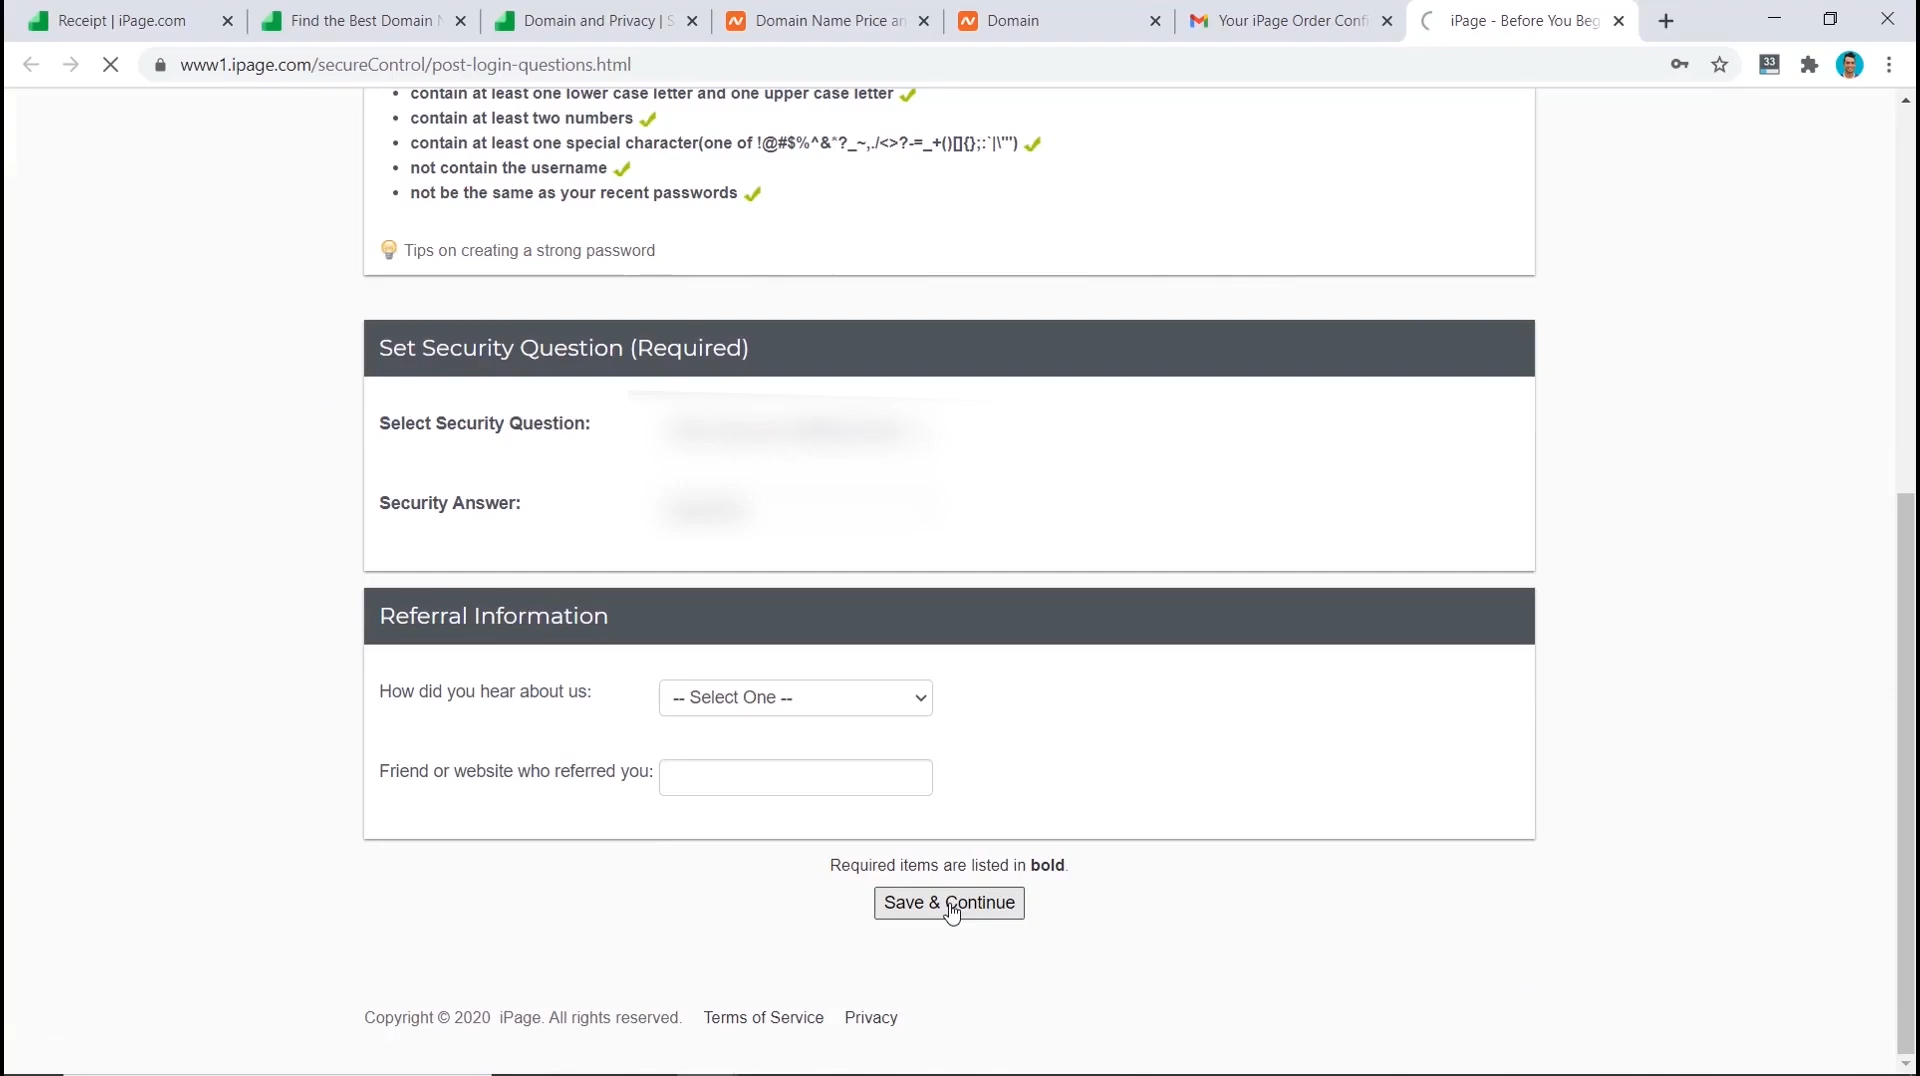 Receipt | iPage.com
Find the Best Domain N
Domain and Privacy | S
Domain Name Price an
Domain
Your iPage Order Confi
iPage - Before You Beg
www1.ipage.com/secureControl/post-login-questions.html
33
contain at least one lower case letter and one upper case letter
contain at least two numbers
contain at least one special character(one of !@#$%^&*?_~,./<>?-=_+()[]{};:`|\'")
not contain the username
not be the same as your recent passwords
Tips on creating a strong password
Set Security Question (Required)
Select Security Question:
Security Answer:
Referral Information
How did you hear about us:
-- Select One --
Friend or website who referred you:
Required items are listed in bold.
Save & Continue
Copyright © 2020 iPage. All rights reserved. Terms of Service Privacy